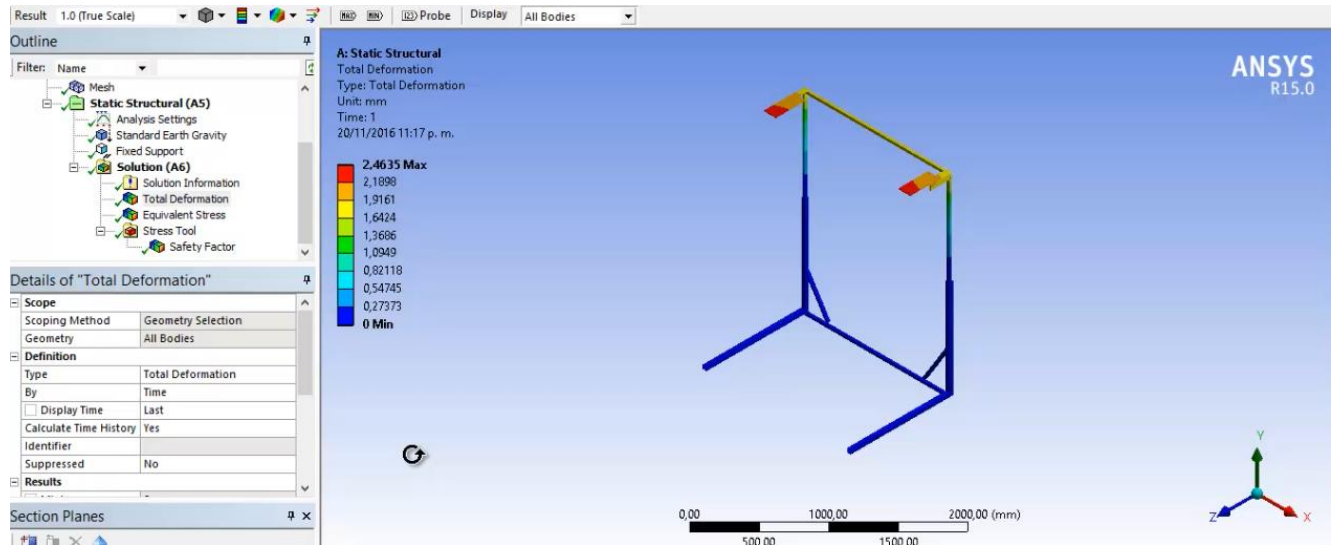 Result 1.0 (True Scale) MAX MIN Probe Display All Bodies
Outline
Filter: Name
Mesh
Static Structural (A5)
Analysis Settings
Standard Earth Gravity
Fixed Support
Solution (A6)
Solution Information
Total Deformation
Equivalent Stress
Stress Tool
Safety Factor
Details of "Total Deformation"
Scope
Scoping Method Geometry Selection
Geometry All Bodies
Definition
Type Total Deformation
By Time
Display Time Last
Calculate Time History Yes
Identifier
Suppressed No
Results
Section Planes
A: Static Structural
Total Deformation
Type: Total Deformation
Unit: mm
Time: 1
20/11/2016 11:17 p. m.
2,4635 Max
2,1898
1,9161
1,6424
1,3686
1,0949
0,82118
0,54745
0,27373
0 Min
ANSYS
R15.0
0,00 1000,00 2000,00 (mm)
500,00 1500,00
Y
Z X